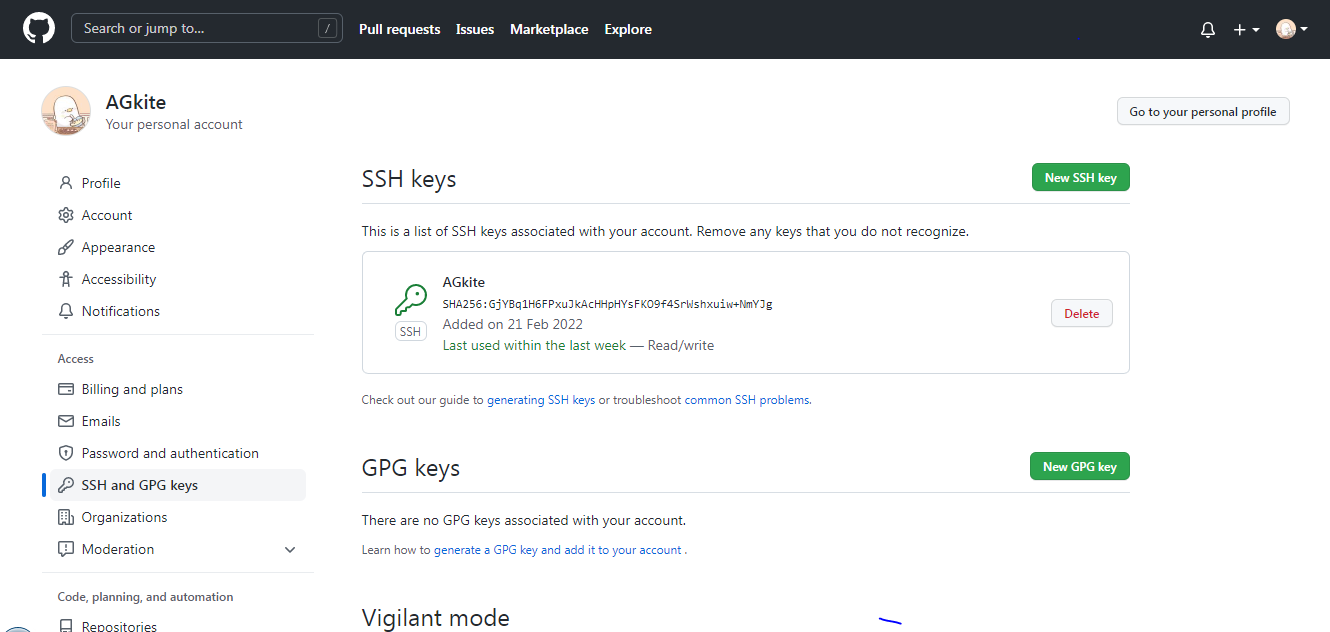 Search or jump to... /
Pull requests Issues Marketplace Explore
AGkite
Your personal account
Go to your personal profile
Profile
Account
Appearance
Accessibility
Notifications
Access
Billing and plans
Emails
Password and authentication
SSH and GPG keys
Organizations
Moderation
Code, planning, and automation
Repositories
SSH keys
New SSH key
This is a list of SSH keys associated with your account. Remove any keys that you do not recognize.
AGkite
SHA256:GjYBq1H6FPxuJkAcHHpHYsFKO9f4SrWshxuiw+NmYJg
SSH
Added on 21 Feb 2022
Last used within the last week — Read/write
Delete
Check out our guide to generating SSH keys or troubleshoot common SSH problems.
GPG keys
New GPG key
There are no GPG keys associated with your account.
Learn how to generate a GPG key and add it to your account .
Vigilant mode